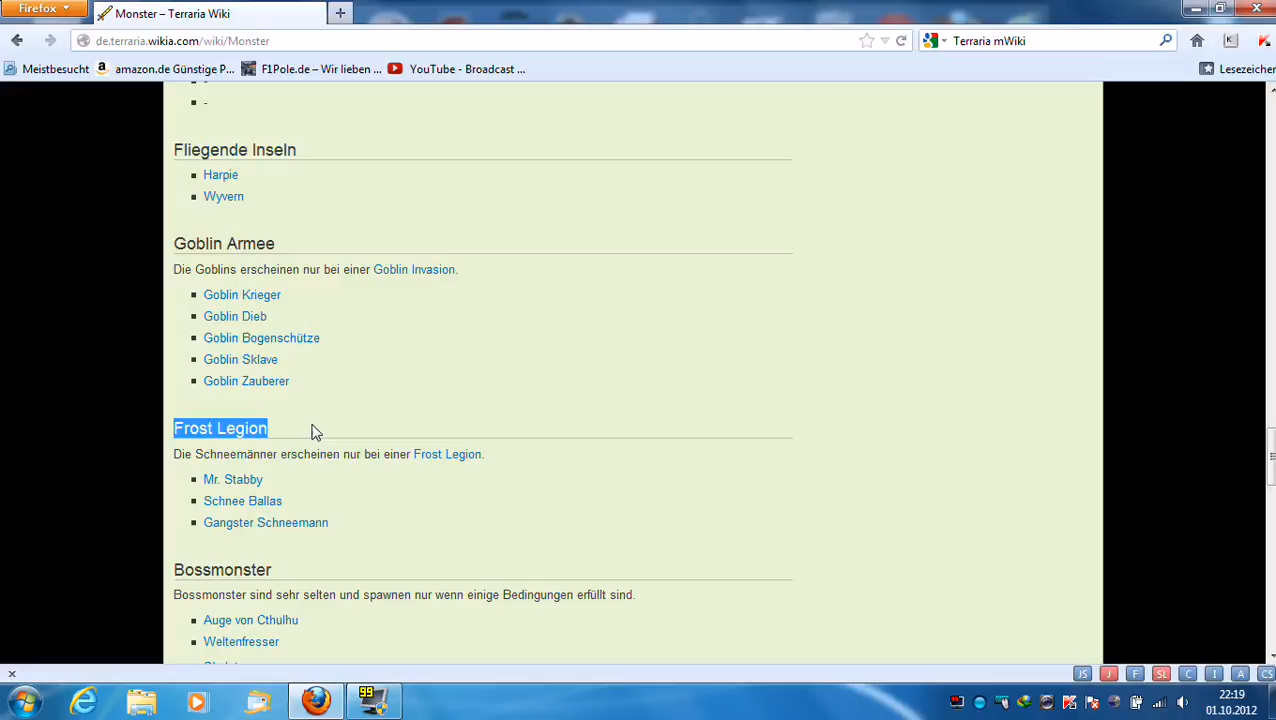 Firefox
Monster – Terraria Wiki
de.terraria.wikia.com/wiki/Monster
Terraria mWiki
Meistbesucht
amazon.de Günstige P...
F1Pole.de – Wir lieben ...
YouTube - Broadcast ...
Lesezeichen
-
Fliegende Inseln
Harpie
Wyvern
Goblin Armee
Die Goblins erscheinen nur bei einer Goblin Invasion.
Goblin Krieger
Goblin Dieb
Goblin Bogenschütze
Goblin Sklave
Goblin Zauberer
Frost Legion
Die Schneemänner erscheinen nur bei einer Frost Legion.
Mr. Stabby
Schnee Ballas
Gangster Schneemann
Bossmonster
Bossmonster sind sehr selten und spawnen nur wenn einige Bedingungen erfüllt sind.
Auge von Cthulhu
Weltenfresser
x
JS J F SL C I A CS
99
22:19
01.10.2012